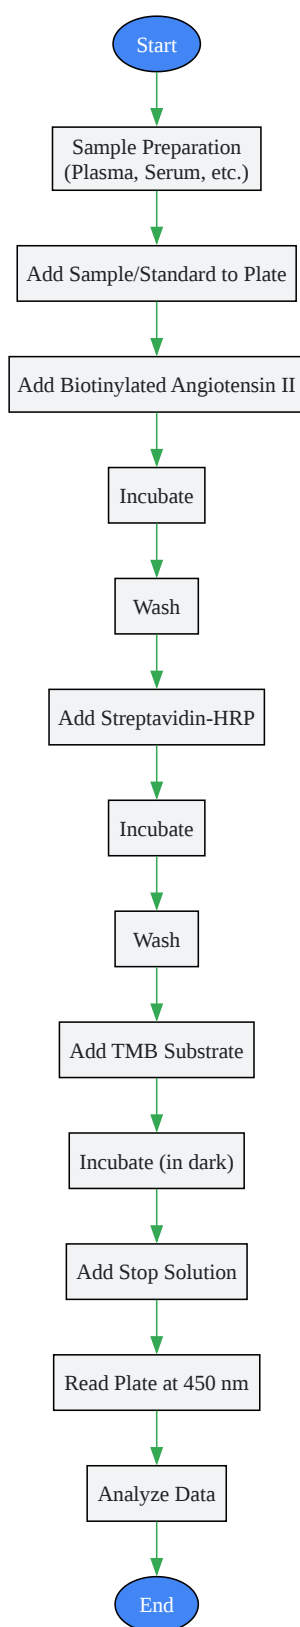 Start
Sample Preparation
(Plasma, Serum, etc.)
Add Sample/Standard to Plate
Add Biotinylated Angiotensin II
Incubate
Wash
Add Streptavidin-HRP
Incubate
Wash
Add TMB Substrate
Incubate (in dark)
Add Stop Solution
Read Plate at 450 nm
Analyze Data
End